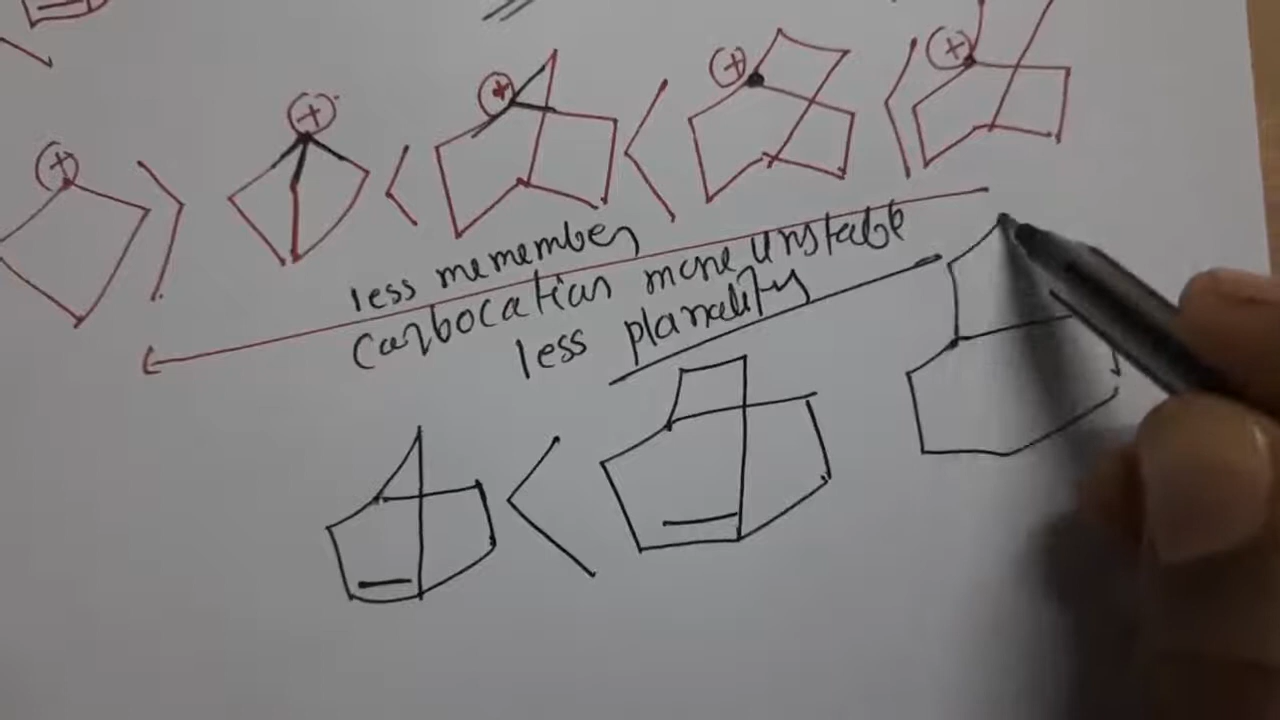 + > + < + < + < +
less memember
carbocation more unstable
less planality
<